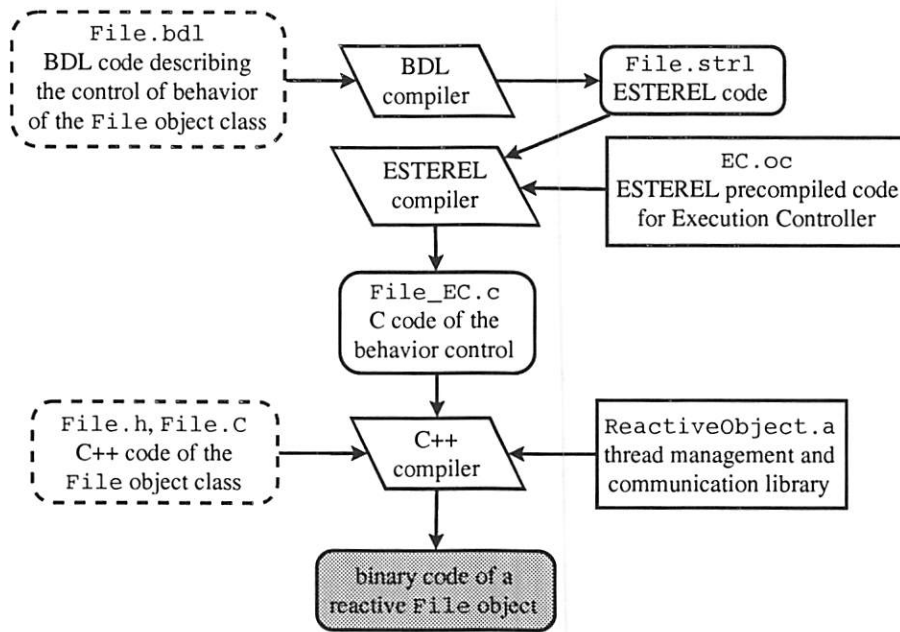 File.bdl
BDL code describing
the control of behavior
of the File object class
BDL
compiler
File.strl
ESTEREL code
ESTEREL
compiler
EC.oc
ESTEREL precompiled code
for Execution Controller
File_EC.c
C code of the
behavior control
File.h, File.C
C++ code of the
File object class
C++
compiler
ReactiveObject.a
thread management and
communication library
binary code of a
reactive File object